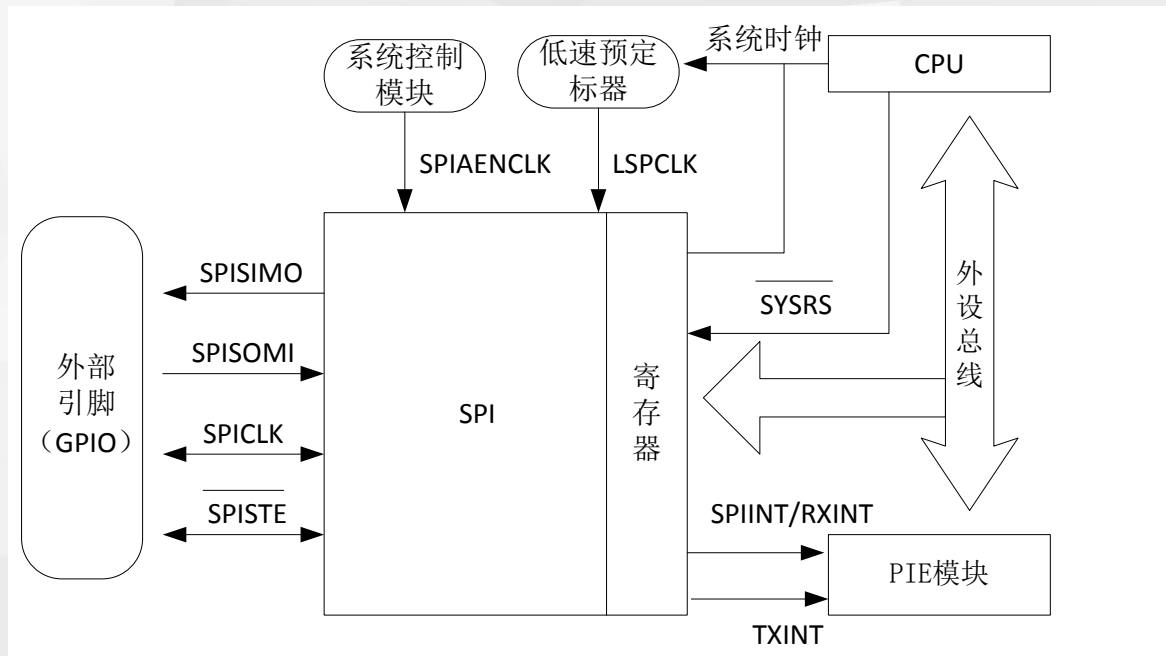 系统控制
模块
低速预定
标器
系统时钟
CPU
SPIAENCLK
LSPCLK
SPISIMO
SYSRS
外设总线
SPISOMI
外部
引脚
（GPIO）
SPI
寄存器
SPICLK
SPISTE
SPIINT/RXINT
PIE模块
TXINT